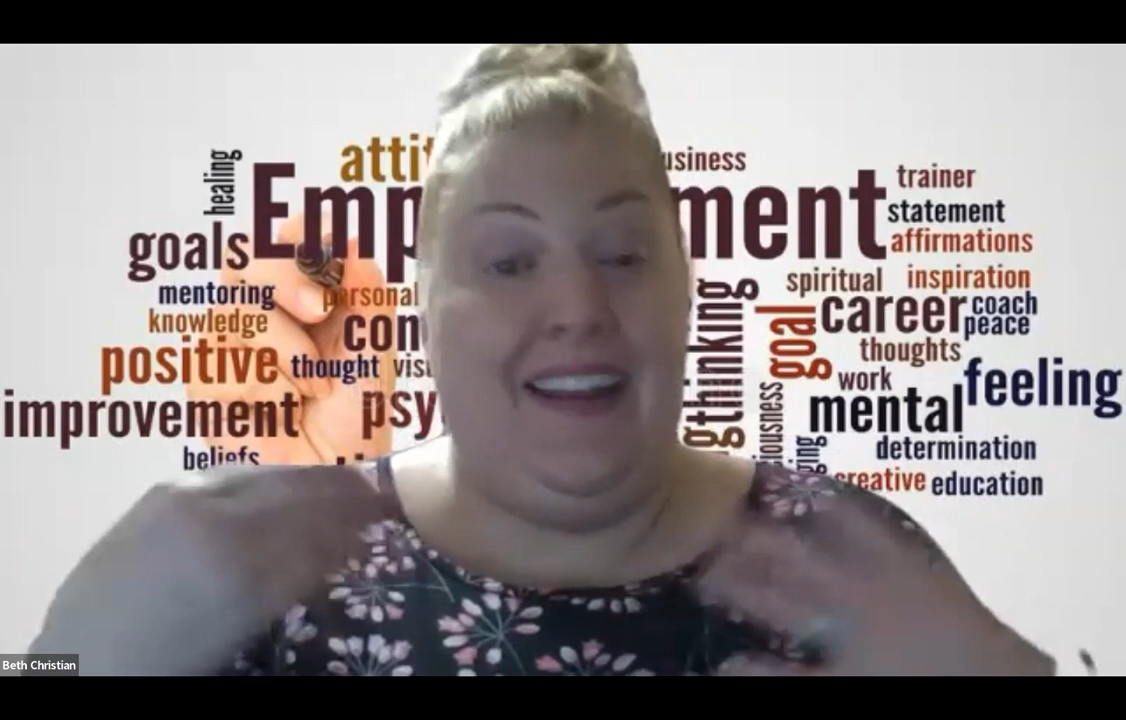 healing
atti
usiness
Emp
ment
trainer
statement
goals
affirmations
mentoring
personal
spiritual
inspiration
knowledge
con
thinking
goal
career
coach
peace
positive
thought
thoughts
work
feeling
improvement
psy
mental
beliefs
determination
creative
education
Beth Christian